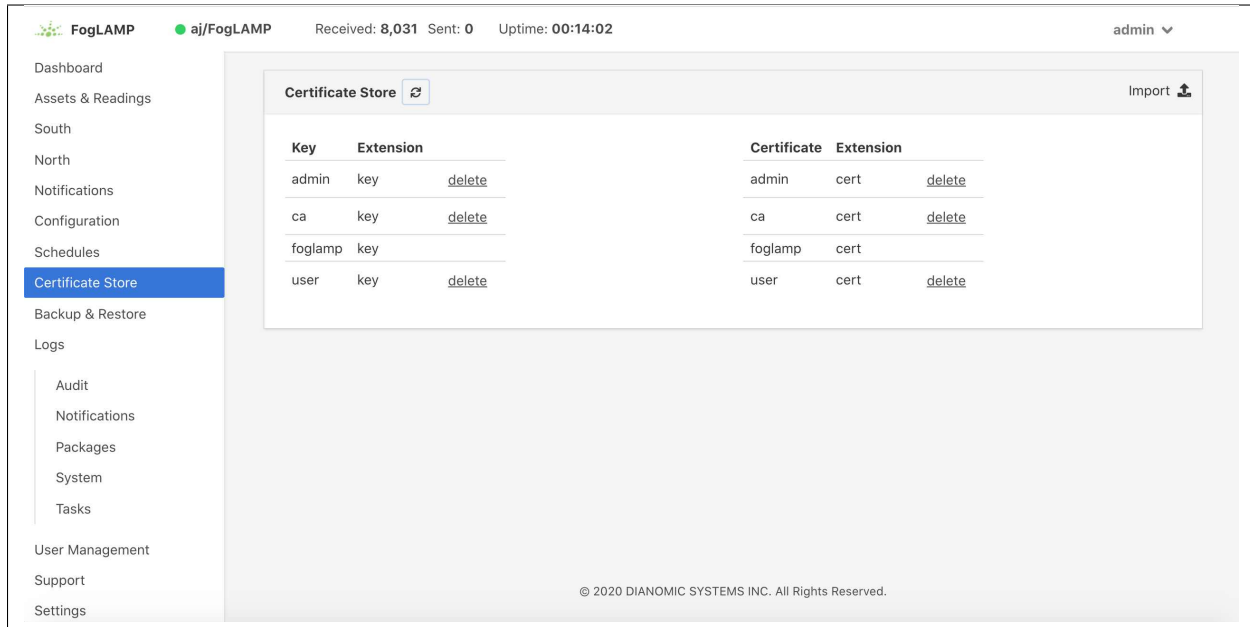 FogLAMP aj/FogLAMP Received: 8,031 Sent: 0 Uptime: 00:14:02 admin
Dashboard
Assets & Readings
South
North
Notifications
Configuration
Schedules
Certificate Store
Backup & Restore
Logs
Audit
Notifications
Packages
System
Tasks
User Management
Support
Settings
Certificate Store Import
Key Extension
admin key delete
ca key delete
foglamp key
user key delete
Certificate Extension
admin cert delete
ca cert delete
foglamp cert
user cert delete
© 2020 DIANOMIC SYSTEMS INC. All Rights Reserved.